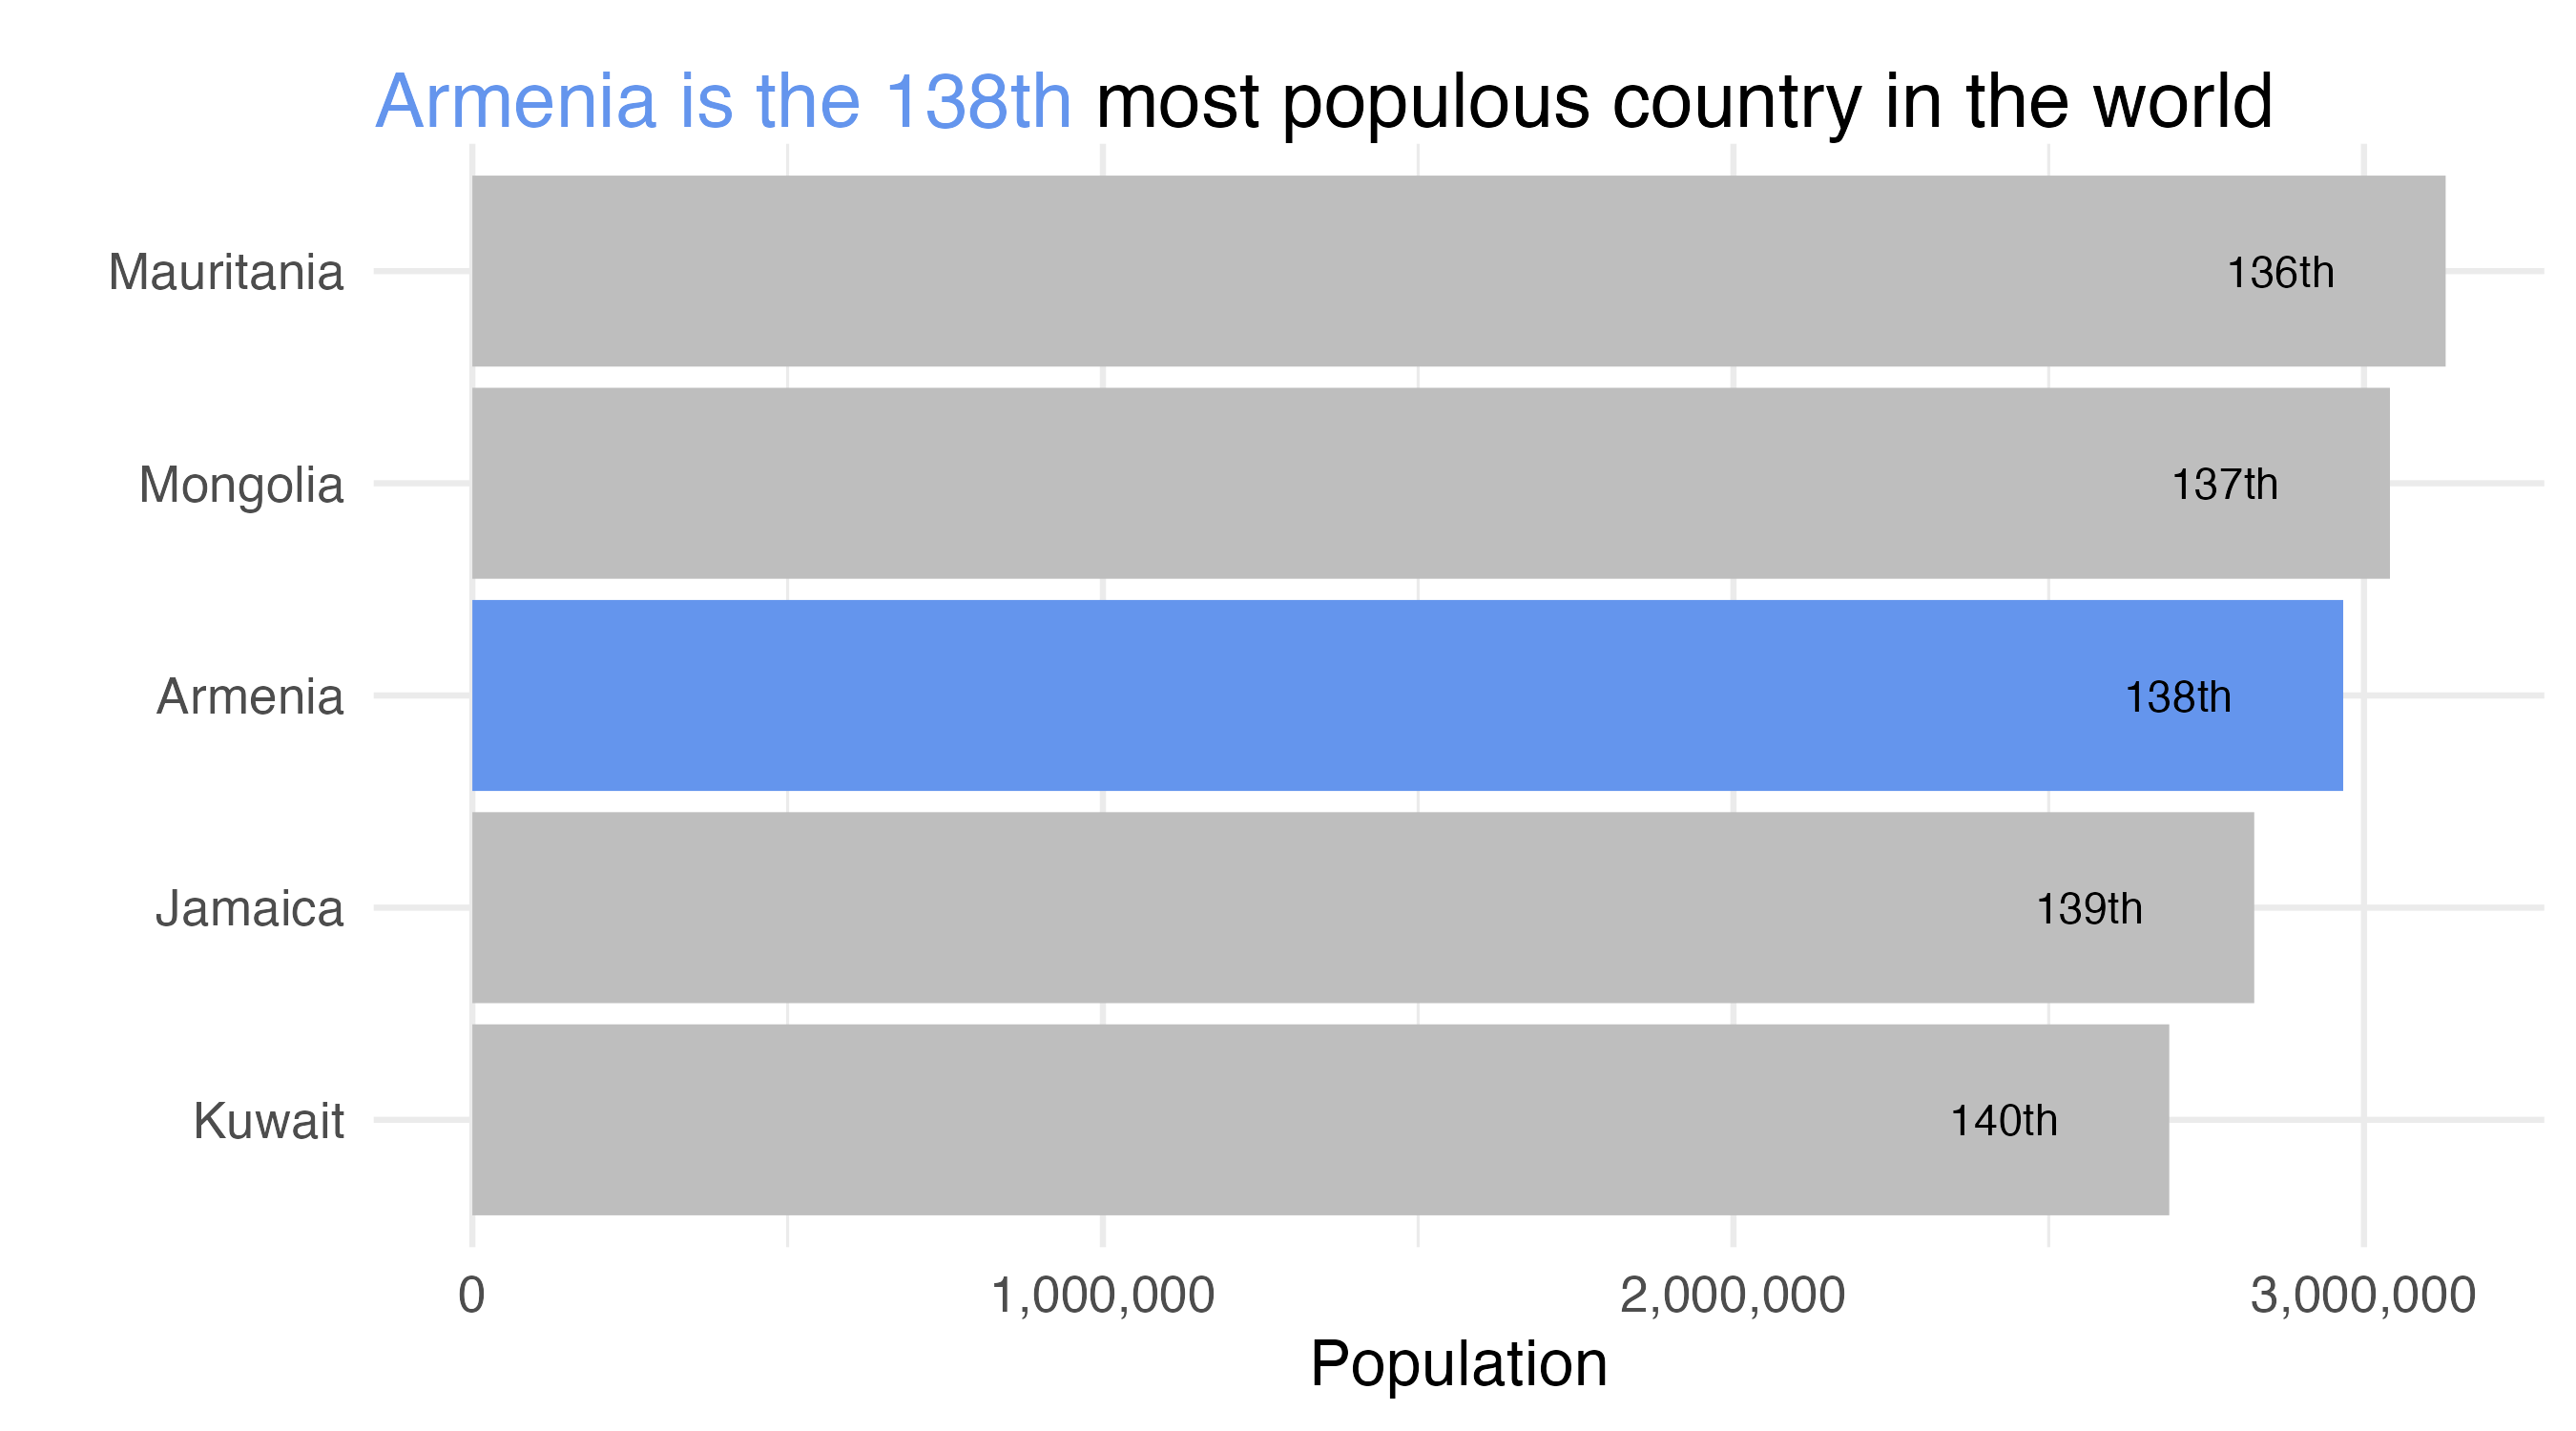 Armenia is the 138th most populous country in the world
Mauritania
136th
Mongolia
137th
Armenia
138th
Jamaica
139th
Kuwait
140th
0 1,000,000 2,000,000 3,000,000
Population